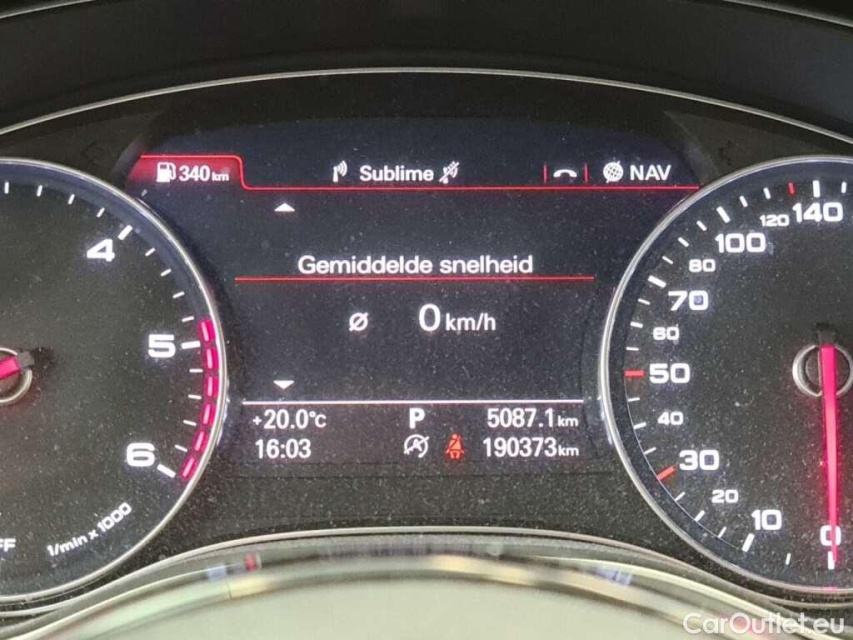 340 km
Sublime
NAV
Gemiddelde snelheid
Ø 0 km/h
+20.0°C P 5087.1 km
16:03 190373 km
4
5
6
1/min x 1000
140
120
100
80
70
60
50
40
30
20
10
0
CarOutlet.eu